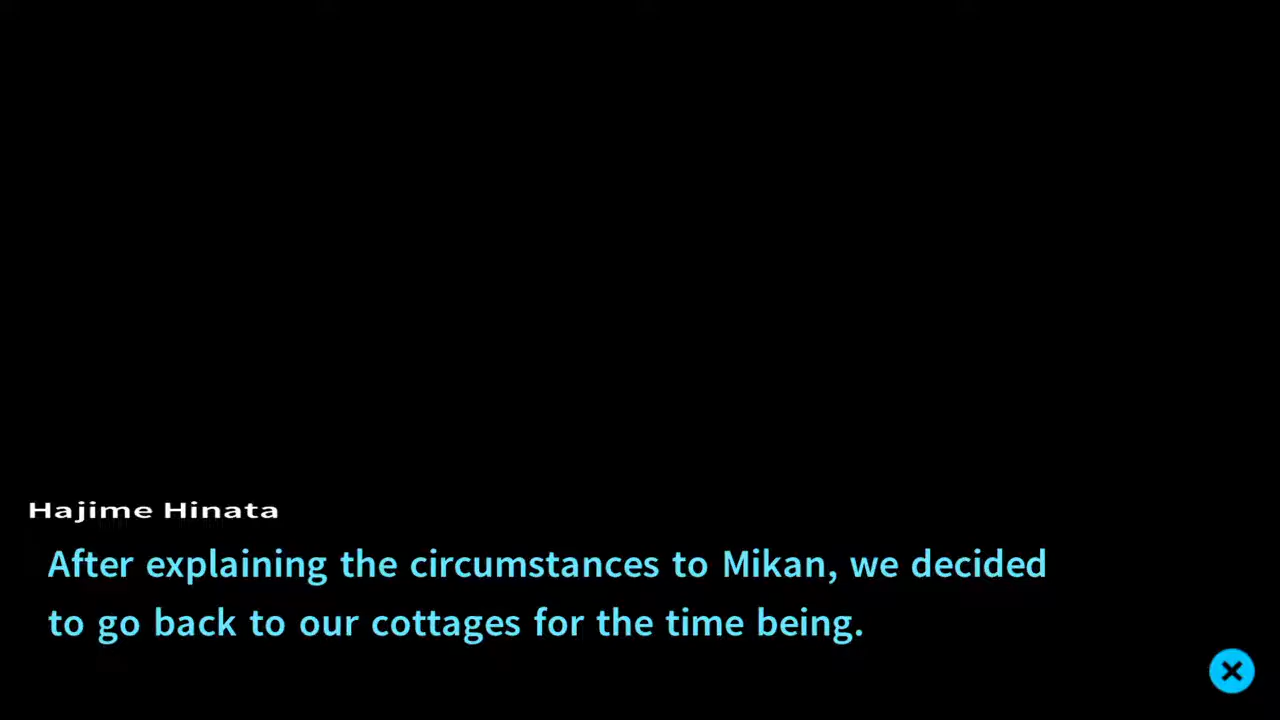 Hajime Hinata
After explaining the circumstances to Mikan, we decided
to go back to our cottages for the time being.